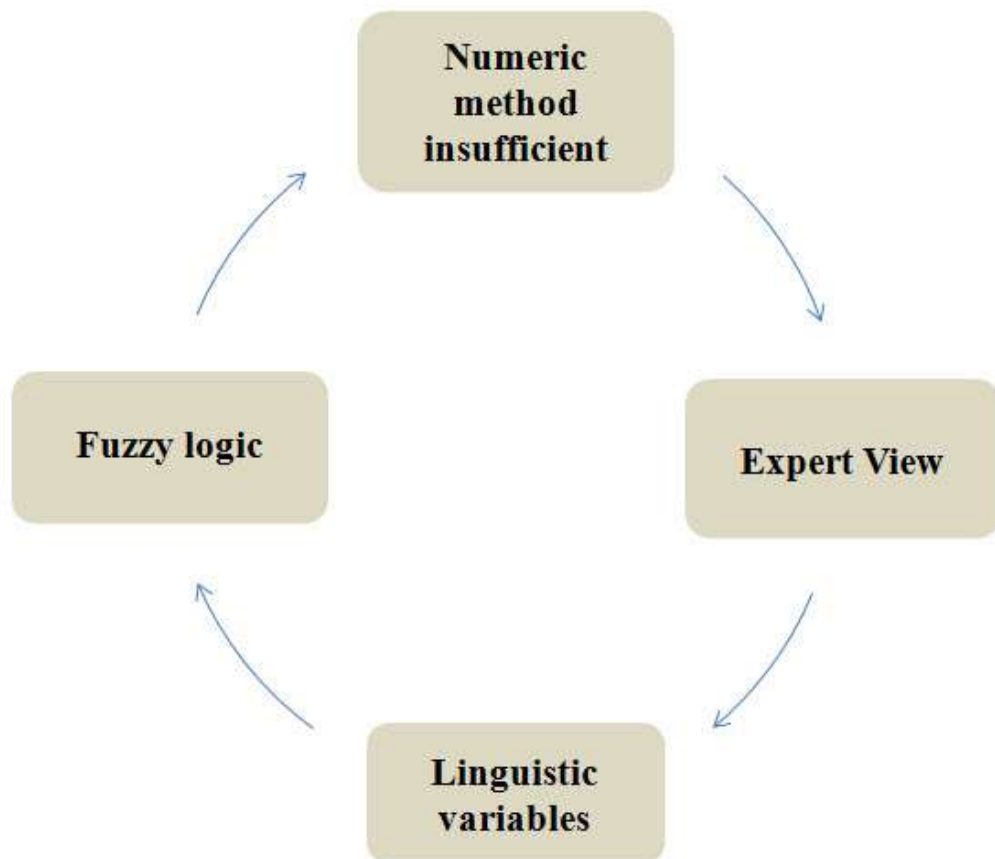 Numeric
method
insufficient
Fuzzy logic
Expert View
Linguistic
variables